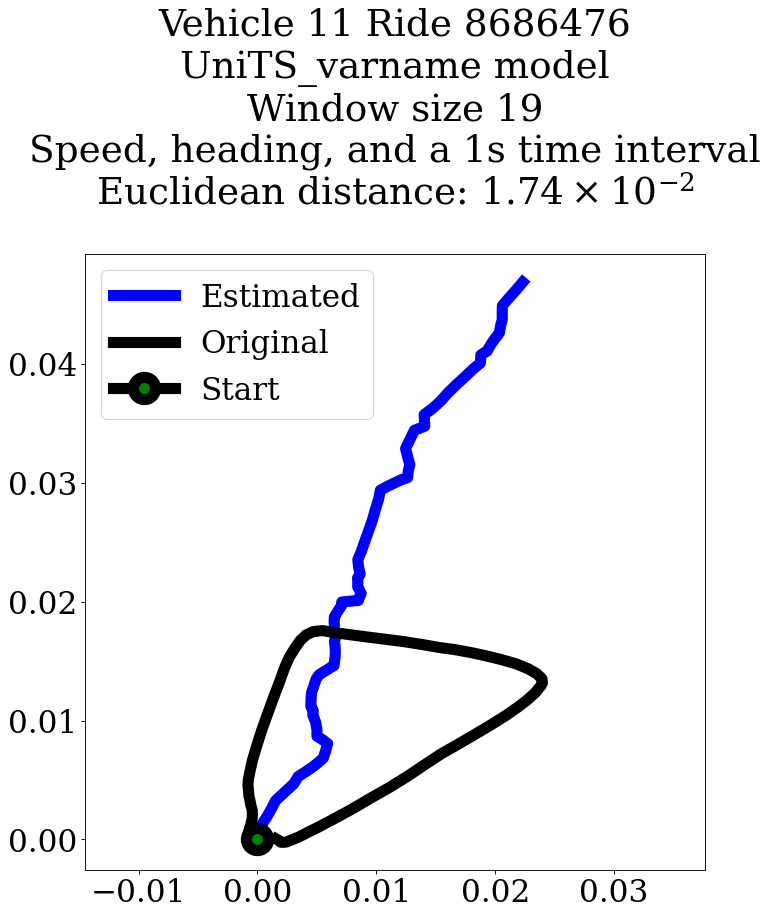 Vehicle 11 Ride 8686476
UniTS_varname model
Window size 19
Speed, heading, and a 1s time interval
Euclidean distance: 1.74 × 10⁻²
Estimated
Original
Start
0.04
0.03
0.02
0.01
0.00
−0.01 0.00 0.01 0.02 0.03